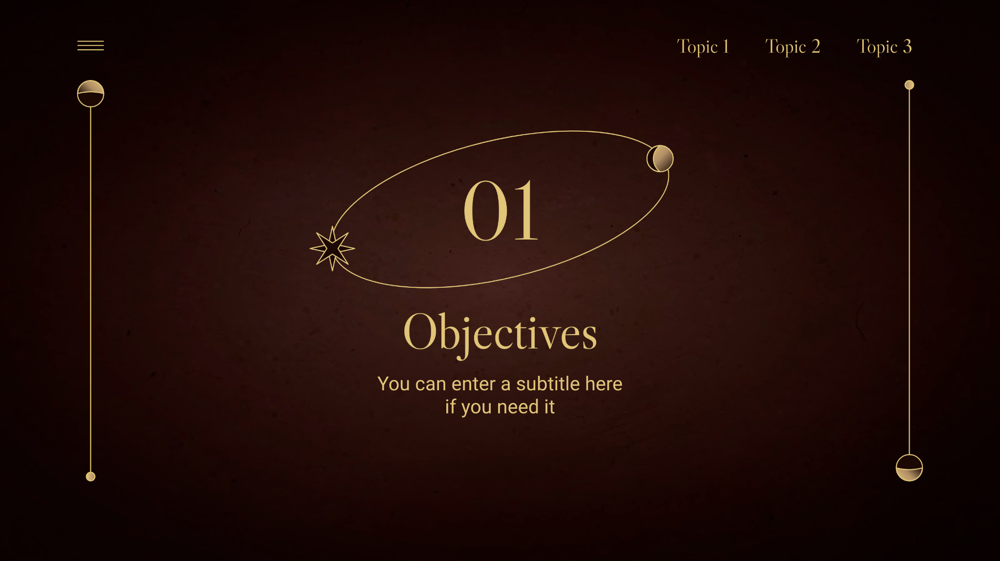 Topic 1 Topic 2 Topic 3
01
Objectives
You can enter a subtitle here
if you need it